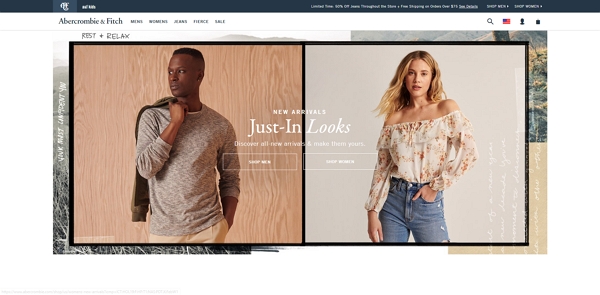 a&f kids
Limited Time: 50% Off Jeans Throughout the Store + Free Shipping on Orders Over $75 See Details
SHOP MEN
SHOP WOMEN
Abercrombie & Fitch
MENS
WOMENS
JEANS
FIERCE
SALE
REST + RELAX
NEW ARRIVALS
Just-In Looks
Discover all new arrivals & make them yours.
SHOP MEN
SHOP WOMEN